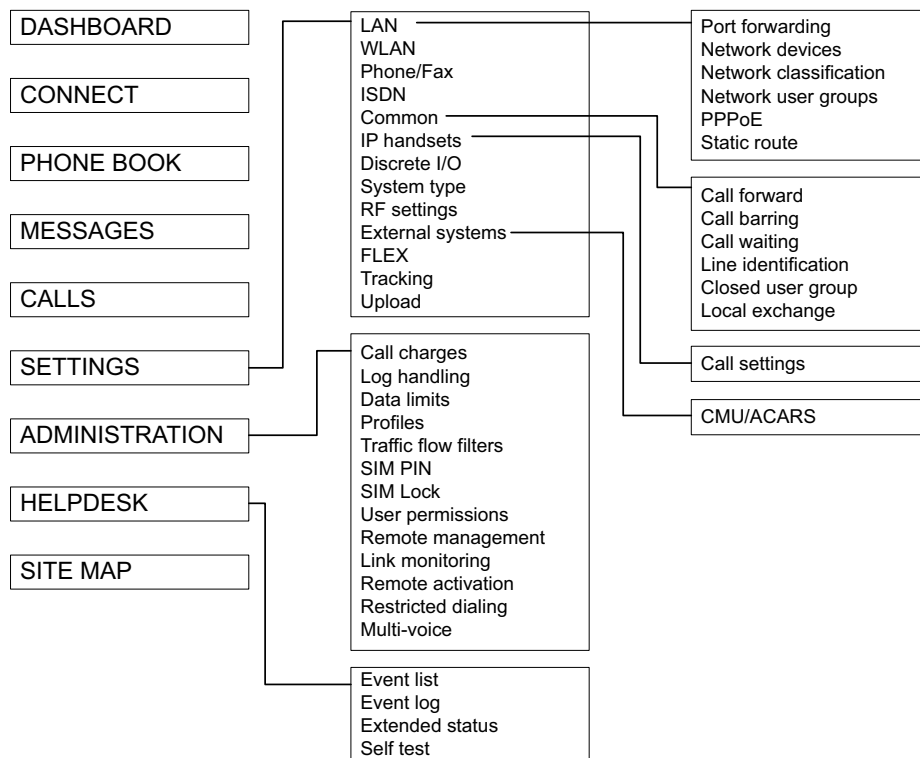 DASHBOARD
CONNECT
PHONE BOOK
MESSAGES
CALLS
SETTINGS
ADMINISTRATION
HELPDESK
SITE MAP
LAN
WLAN
Phone/Fax
ISDN
Common
IP handsets
Discrete I/O
System type
RF settings
External systems
FLEX
Tracking
Upload
Call charges
Log handling
Data limits
Profiles
Traffic flow filters
SIM PIN
SIM Lock
User permissions
Remote management
Link monitoring
Remote activation
Restricted dialing
Multi-voice
Event list
Event log
Extended status
Self test
Port forwarding
Network devices
Network classification
Network user groups
PPPoE
Static route
Call forward
Call barring
Call waiting
Line identification
Closed user group
Local exchange
Call settings
CMU/ACARS